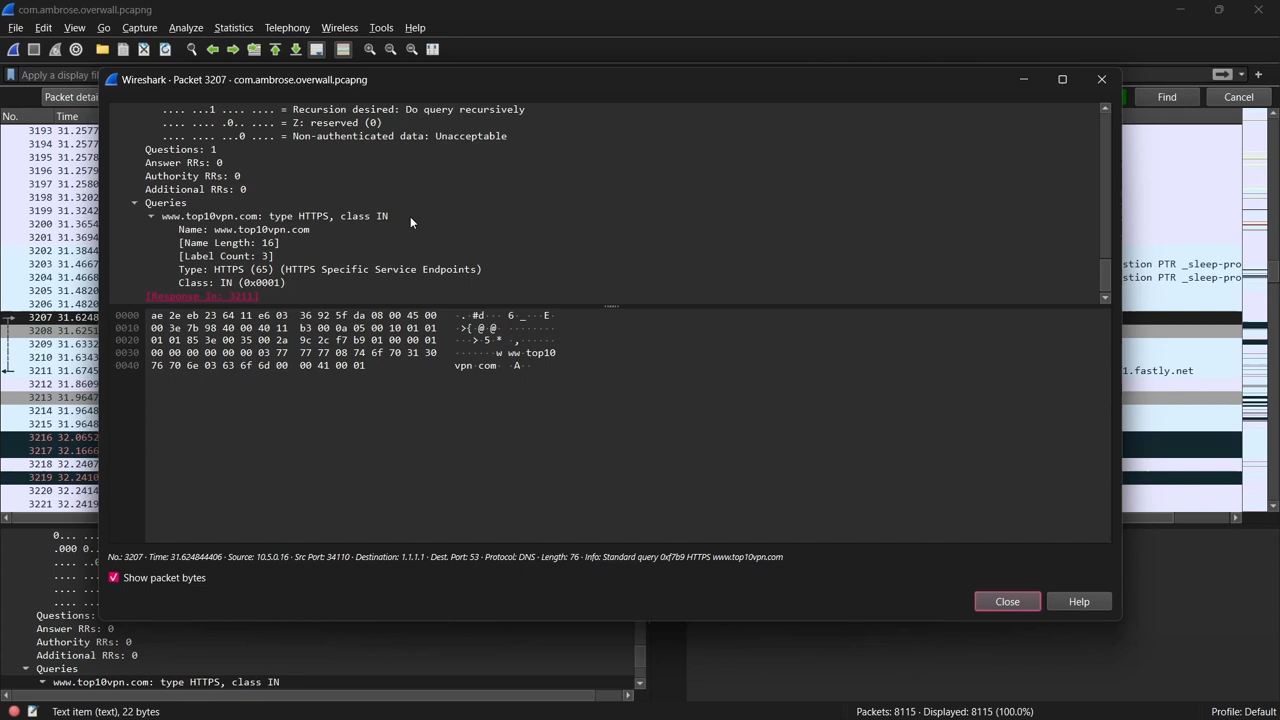 com.ambrose.overwall.pcapng
File Edit View Go Capture Analyze Statistics Telephony Wireless Tools Help
Apply a display fil
Wireshark · Packet 3207 · com.ambrose.overwall.pcapng
Packet detai
Find Cancel
No. Time
.... ...1 .... .... = Recursion desired: Do query recursively
.... .... .0.. .... = Z: reserved (0)
.... .... ...0 .... = Non-authenticated data: Unacceptable
Questions: 1
Answer RRs: 0
Authority RRs: 0
Additional RRs: 0
Queries
www.top10vpn.com: type HTTPS, class IN
Name: www.top10vpn.com
[Name Length: 16]
[Label Count: 3]
Type: HTTPS (65) (HTTPS Specific Service Endpoints)
Class: IN (0x0001)
[Response In: 3211]
3193 31.2577
3194 31.2577
3195 31.2578
3196 31.2579
3197 31.2580
3198 31.3202
3199 31.3242
3200 31.3654
3201 31.3694
3202 31.3844
3203 31.4667
3204 31.4668
3205 31.4820
3206 31.4820
3207 31.6248
3208 31.6251
3209 31.6332
3210 31.6343
3211 31.6745
3212 31.8609
3213 31.9647
3214 31.9648
3215 31.9648
3216 32.0652
3217 32.1666
3218 32.2407
3219 32.2410
3220 32.2414
3221 32.2419
stion PTR _sleep-pro
stion PTR _sleep-pro
1.fastly.net
0000 ae 2e eb 23 64 11 e6 03 36 92 5f da 08 00 45 00 ·.·#d··· 6·_···E·
0010 00 3e 7b 98 40 00 40 11 b3 00 0a 05 00 10 01 01 ·>{·@·@· ········
0020 01 01 85 3e 00 35 00 2a 9c 2c f7 b9 01 00 00 01 ···>·5·* ·,······
0030 00 00 00 00 00 00 03 77 77 77 08 74 6f 70 31 30 ·······w ww·top10
0040 76 70 6e 03 63 6f 6d 00 00 41 00 01 vpn·com· ·A··
No.: 3207 · Time: 31.624844406 · Source: 10.5.0.16 · Src Port: 34110 · Destination: 1.1.1.1 · Dest. Port: 53 · Protocol: DNS · Length: 76 · Info: Standard query 0xf7b9 HTTPS www.top10vpn.com
Show packet bytes
Close Help
0... ..
.000 0..
.... ..
.... ..
.... ..
.... ..
Questions:
Answer RRs: 0
Authority RRs: 0
Additional RRs: 0
Queries
www.top10vpn.com: type HTTPS, class IN
Text item (text), 22 bytes
Packets: 8115 · Displayed: 8115 (100.0%)
Profile: Default